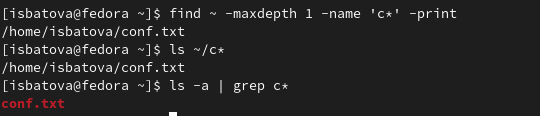 [isbatova@fedora ~]$ find ~ -maxdepth 1 -name 'c*' -print
/home/isbatova/conf.txt
[isbatova@fedora ~]$ ls ~/c*
/home/isbatova/conf.txt
[isbatova@fedora ~]$ ls -a | grep c*
conf.txt